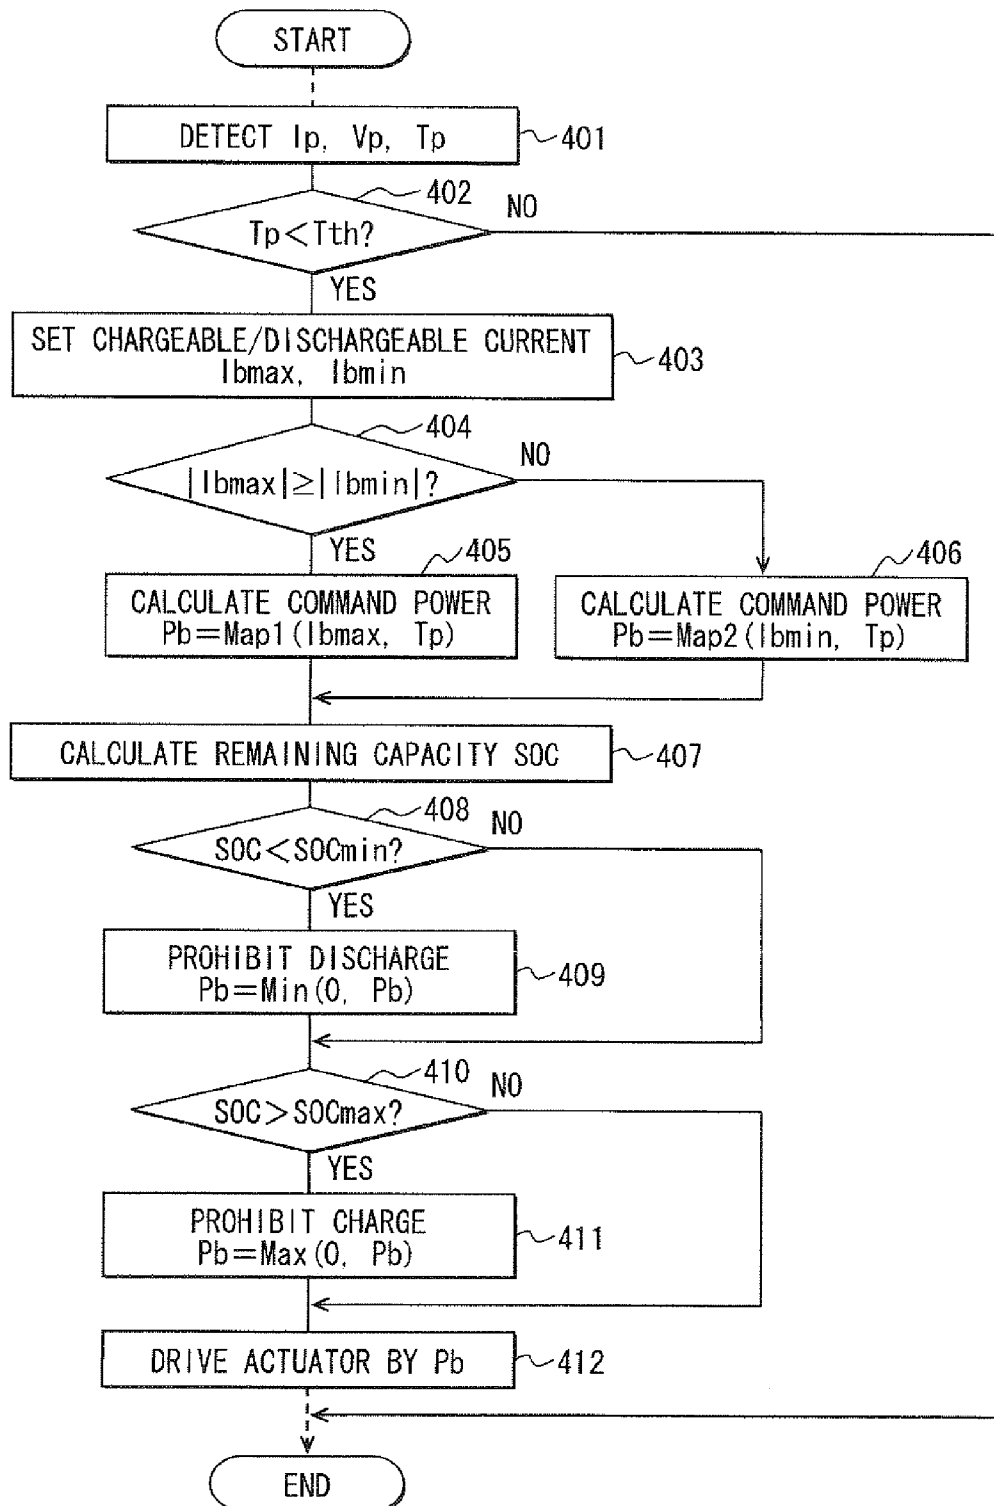 START
DETECT Ip, Vp, Tp
401
402
Tp<Tth?
NO
YES
SET CHARGEABLE/DISCHARGEABLE CURRENT
Ibmax, Ibmin
403
404
|Ibmax|≥|Ibmin|?
NO
YES
405
CALCULATE COMMAND POWER
Pb=Map1(Ibmax, Tp)
406
CALCULATE COMMAND POWER
Pb=Map2(Ibmin, Tp)
CALCULATE REMAINING CAPACITY SOC
407
408
SOC<SOCmin?
NO
YES
PROHIBIT DISCHARGE
Pb=Min(0, Pb)
409
410
SOC>SOCmax?
NO
YES
PROHIBIT CHARGE
Pb=Max(0, Pb)
411
DRIVE ACTUATOR BY Pb
412
END